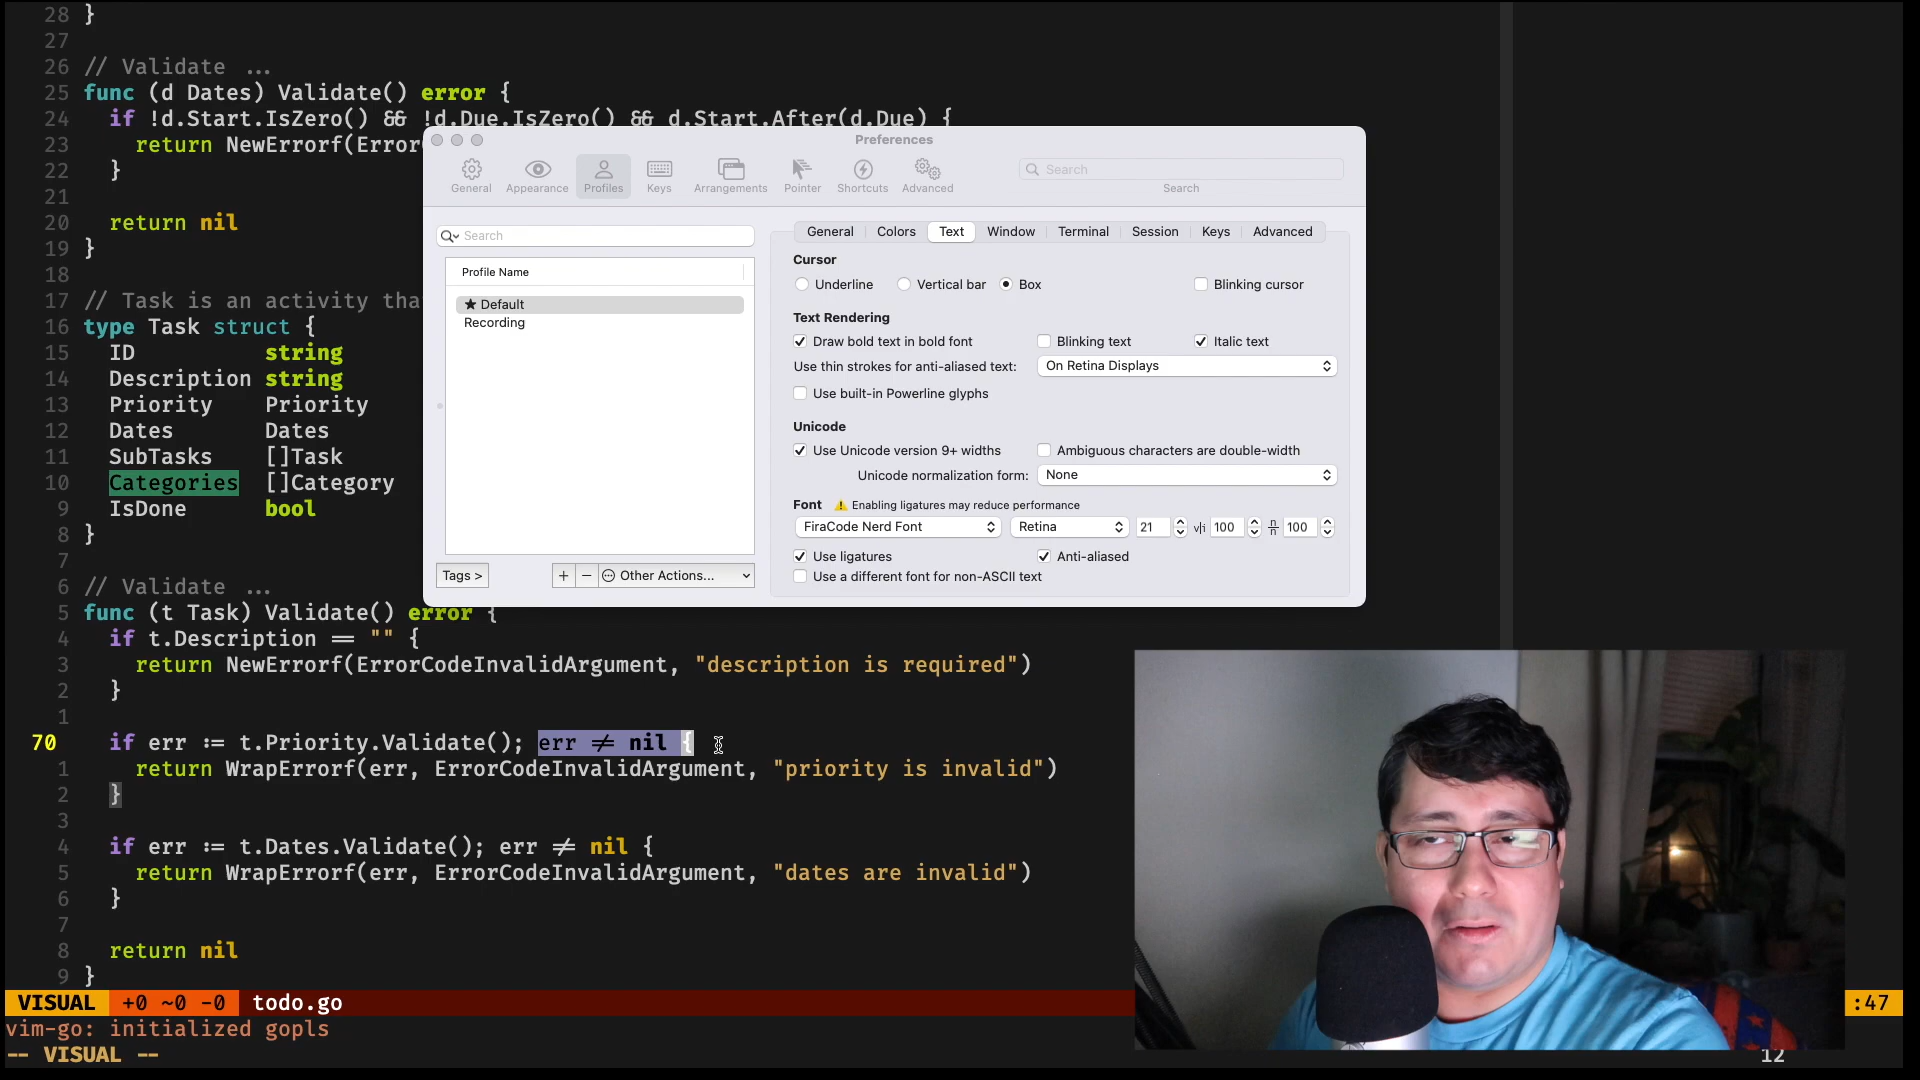 28 }
27
26 // Validate ...
25 func (d Dates) Validate() error {
24 if !d.Start.IsZero() && !d.Due.IsZero() && d.Start.After(d.Due) {
23 return NewErrorf(Error
22 }
21
20 return nil
19 }
18
17 // Task is an activity tha
16 type Task struct {
15 ID string
14 Description string
13 Priority Priority
12 Dates Dates
11 SubTasks []Task
10 Categories []Category
9 IsDone bool
8 }
7
6 // Validate ...
5 func (t Task) Validate() error {
4 if t.Description == "" {
3 return NewErrorf(ErrorCodeInvalidArgument, "description is required")
2 }
1
70 if err := t.Priority.Validate(); err != nil {
1 return WrapErrorf(err, ErrorCodeInvalidArgument, "priority is invalid")
2 }
3
4 if err := t.Dates.Validate(); err != nil {
5 return WrapErrorf(err, ErrorCodeInvalidArgument, "dates are invalid")
6 }
7
8 return nil
9 }
VISUAL +0 ~0 -0 todo.go :47
vim-go: initialized gopls
-- VISUAL -- 12
Preferences
General Appearance Profiles Keys Arrangements Pointer Shortcuts Advanced
Search
Search
Search
Profile Name
★ Default
Recording
Tags > + − Other Actions...
General Colors Text Window Terminal Session Keys Advanced
Cursor
Underline Vertical bar Box Blinking cursor
Text Rendering
Draw bold text in bold font Blinking text Italic text
Use thin strokes for anti-aliased text: On Retina Displays
Use built-in Powerline glyphs
Unicode
Use Unicode version 9+ widths Ambiguous characters are double-width
Unicode normalization form: None
Font Enabling ligatures may reduce performance
FiraCode Nerd Font Retina 21 v|i 100 n/n 100
Use ligatures Anti-aliased
Use a different font for non-ASCII text